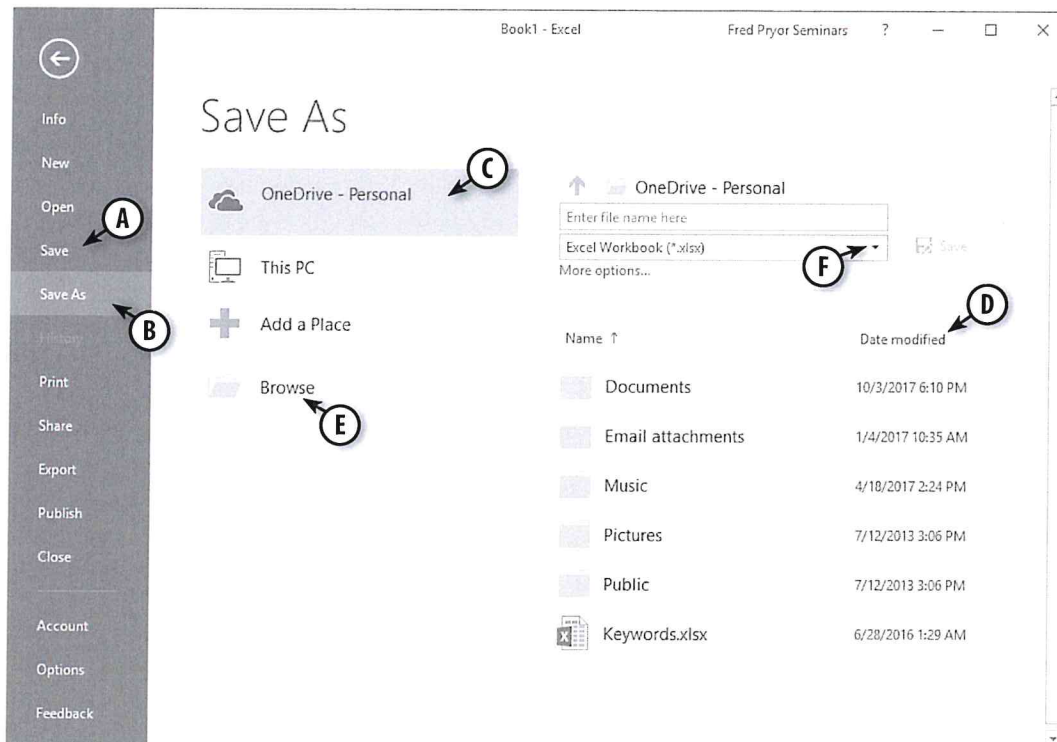 Book1 - Excel
Fred Pryor Seminars
?
Info
New
Open
Save
Save As
History
Print
Share
Export
Publish
Close
Account
Options
Feedback
Save As
OneDrive - Personal
This PC
Add a Place
Browse
OneDrive - Personal
Enter file name here
Excel Workbook (*.xlsx)
Save
More options...
Name ↑ Date modified
Documents 10/3/2017 6:10 PM
Email attachments 1/4/2017 10:35 AM
Music 4/18/2017 2:24 PM
Pictures 7/12/2013 3:06 PM
Public 7/12/2013 3:06 PM
Keywords.xlsx 6/28/2016 1:29 AM
A
B
C
D
E
F